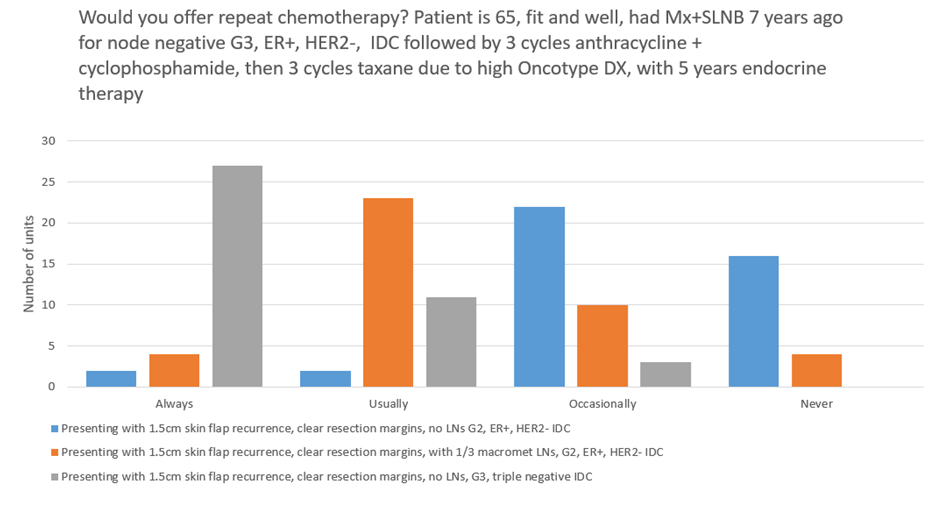 Would you offer repeat chemotherapy? Patient is 65, fit and well, had Mx+SLNB 7 years ago
for node negative G3, ER+, HER2-,  IDC followed by 3 cycles anthracycline +
cyclophosphamide, then 3 cycles taxane due to high Oncotype DX, with 5 years endocrine
therapy
30
25
20
15
10
5
0
Number of units
Always
Usually
Occasionally
Never
Presenting with 1.5cm skin flap recurrence, clear resection margins, no LNs G2, ER+, HER2- IDC
Presenting with 1.5cm skin flap recurrence, clear resection margins, with 1/3 macromet LNs, G2, ER+, HER2- IDC
Presenting with 1.5cm skin flap recurrence, clear resection margins, no LNs, G3, triple negative IDC